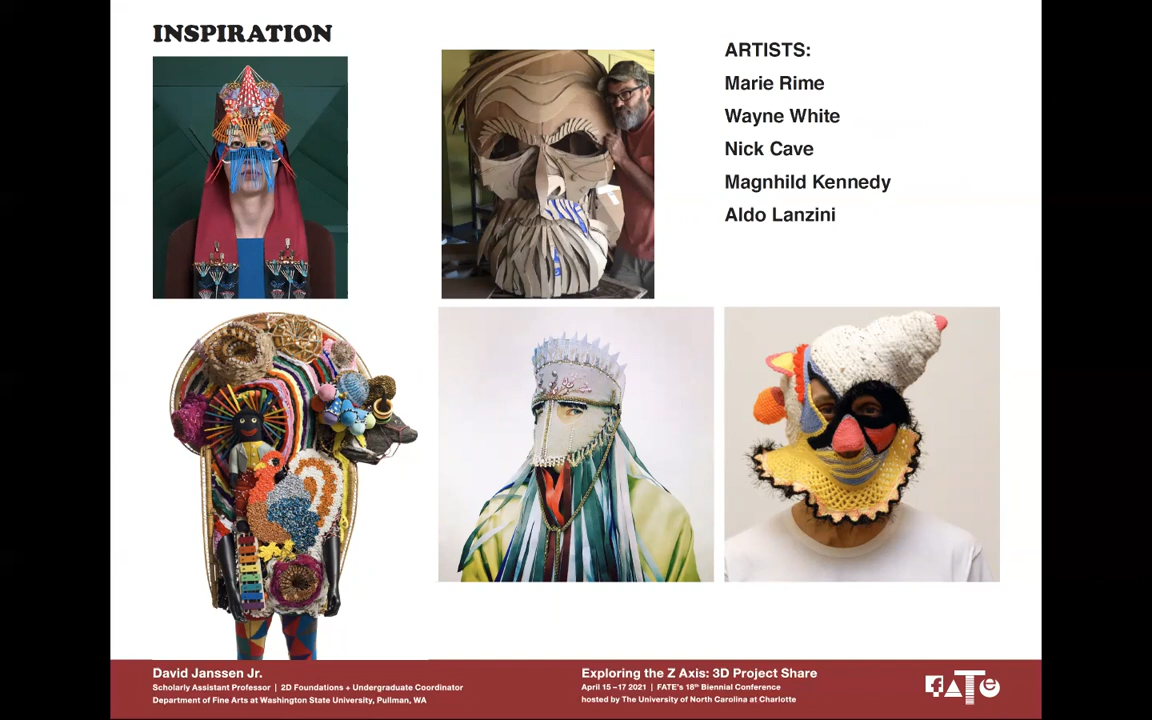 INSPIRATION
ARTISTS:
Marie Rime
Wayne White
Nick Cave
Magnhild Kennedy
Aldo Lanzini
David Janssen Jr.
Scholarly Assistant Professor | 2D Foundations + Undergraduate Coordinator
Department of Fine Arts at Washington State University, Pullman, WA
Exploring the Z Axis: 3D Project Share
April 15 – 17 2021 | FATE's 18th Biennial Conference
hosted by The University of North Carolina at Charlotte
fATe